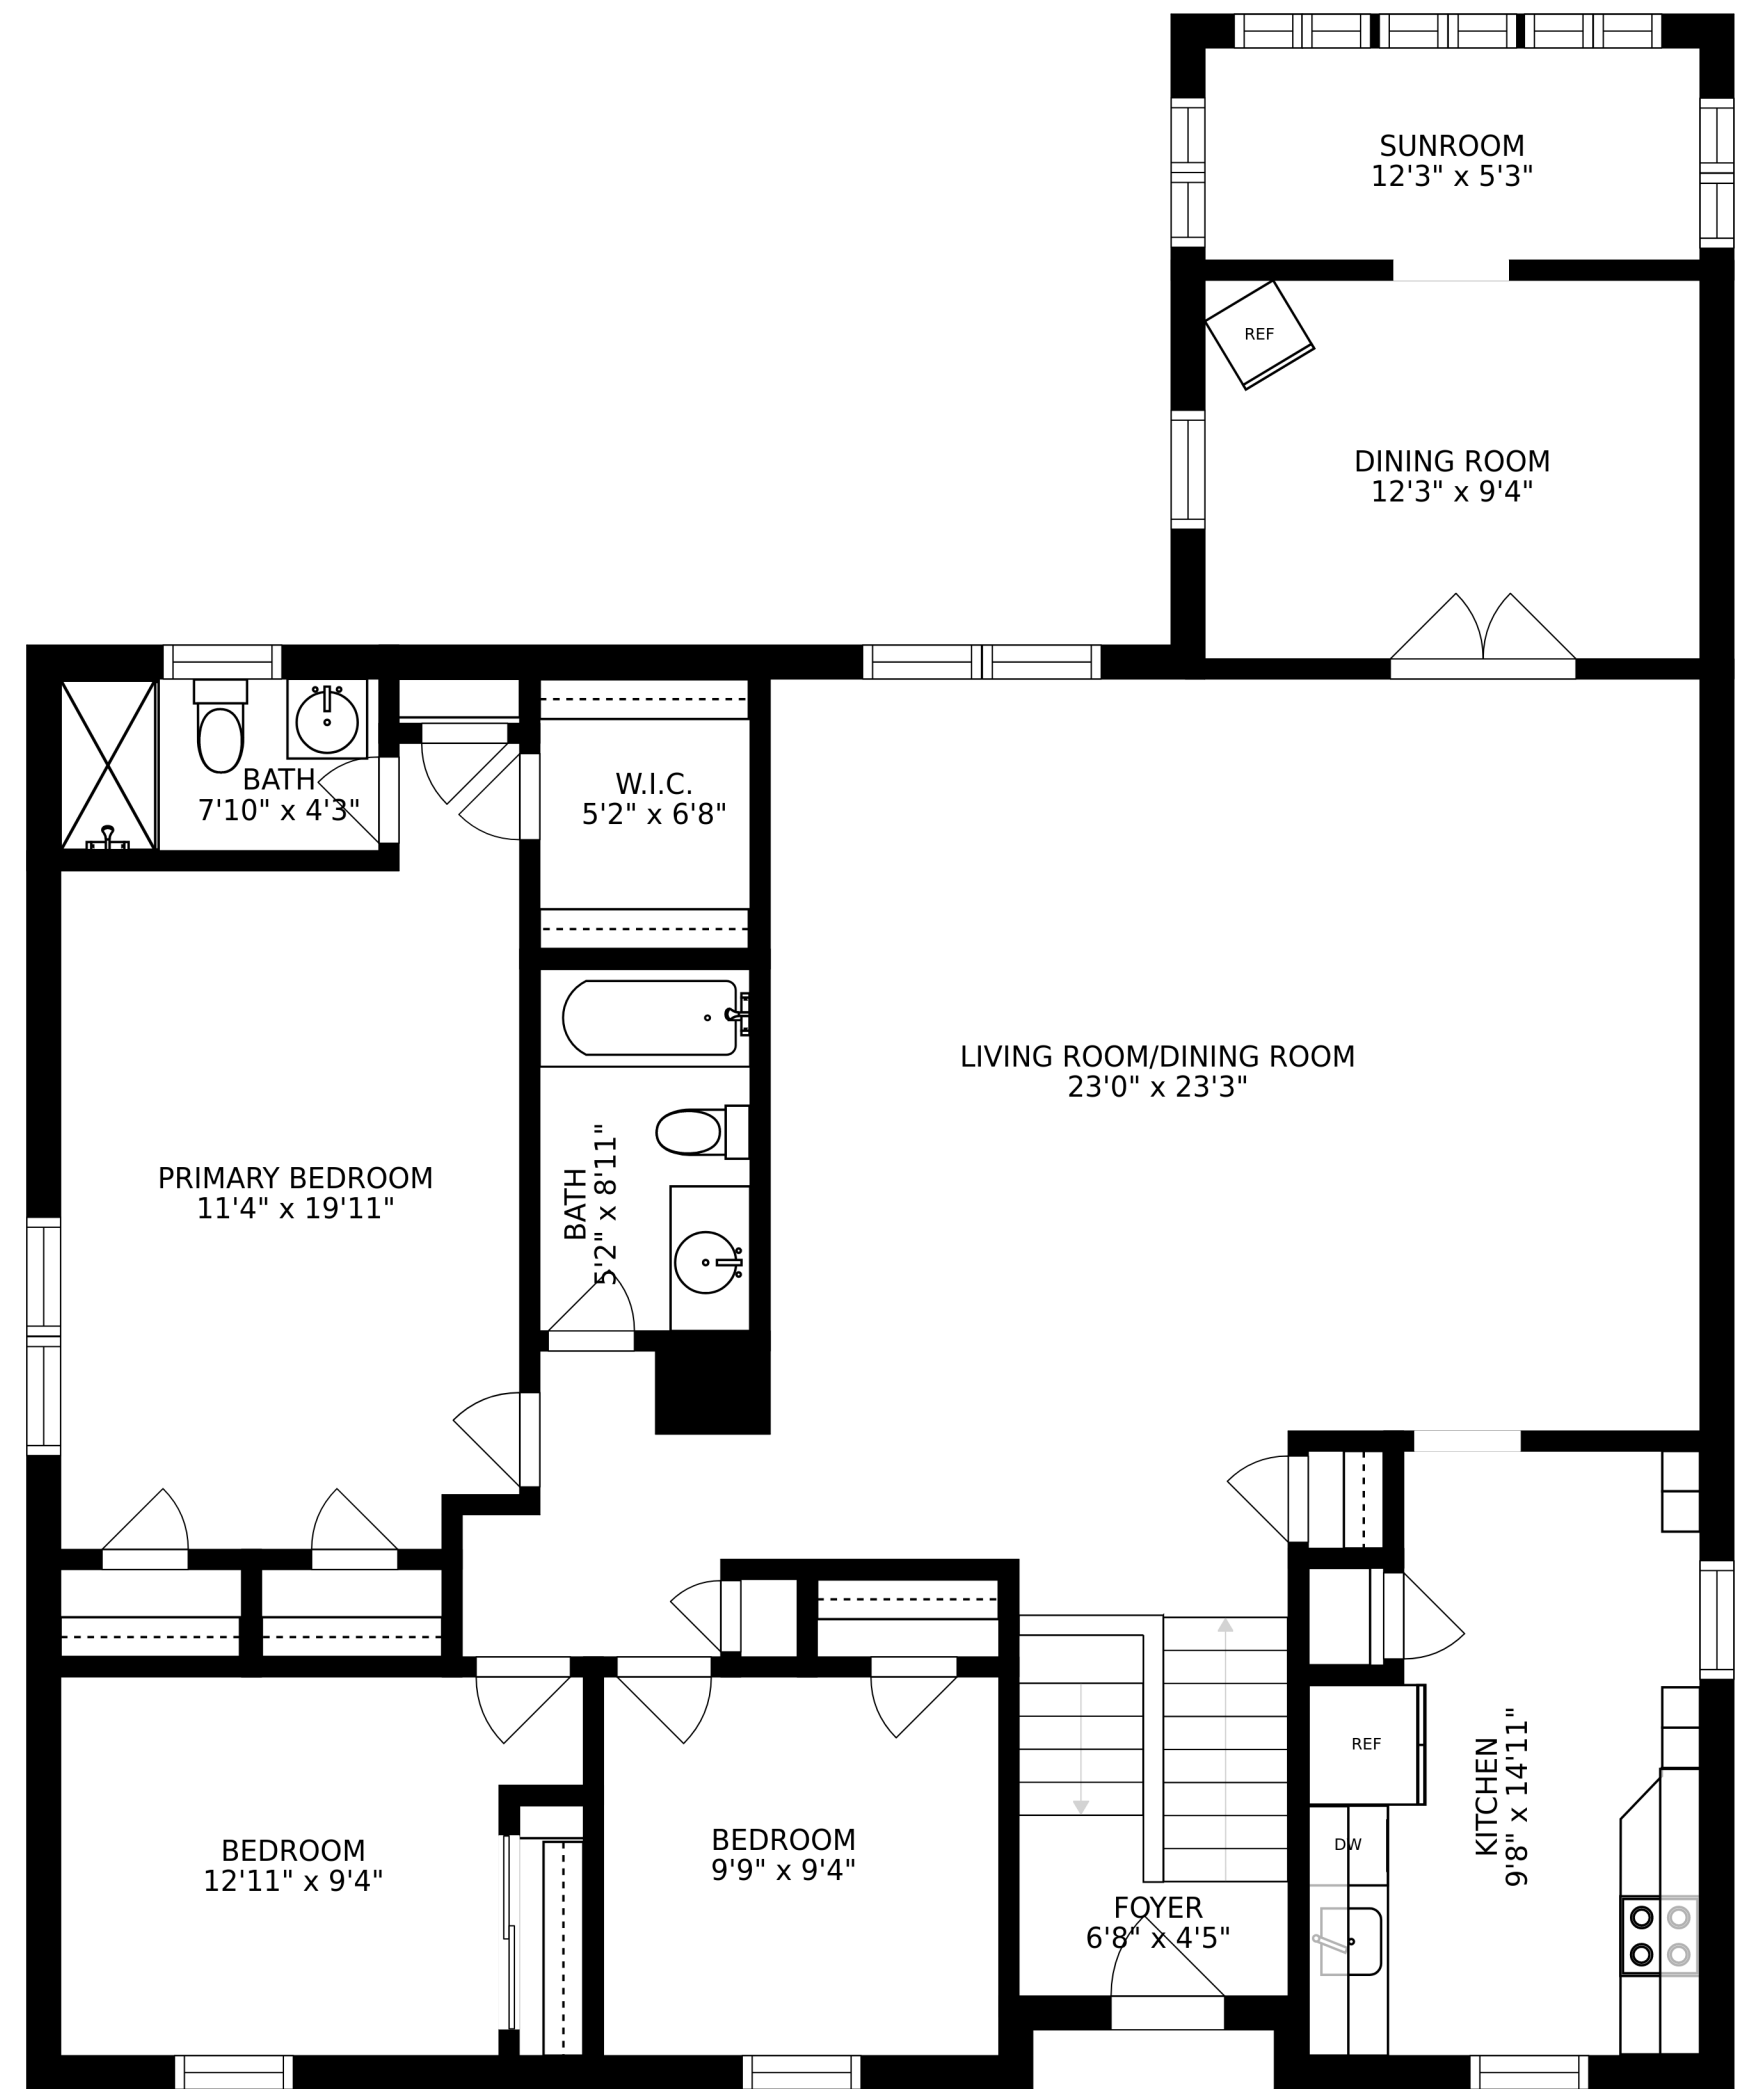 SUNROOM
12'3" x 5'3"
REF
DINING ROOM
12'3" x 9'4"
BATH
7'10" x 4'3"
W.I.C.
5'2" x 6'8"
LIVING ROOM/DINING ROOM
23'0" x 23'3"
PRIMARY BEDROOM
11'4" x 19'11"
BATH
5'2" x 8'11"
REF
KITCHEN
9'8" x 14'11"
DW
BEDROOM
12'11" x 9'4"
BEDROOM
9'9" x 9'4"
FOYER
6'8" x 4'5"